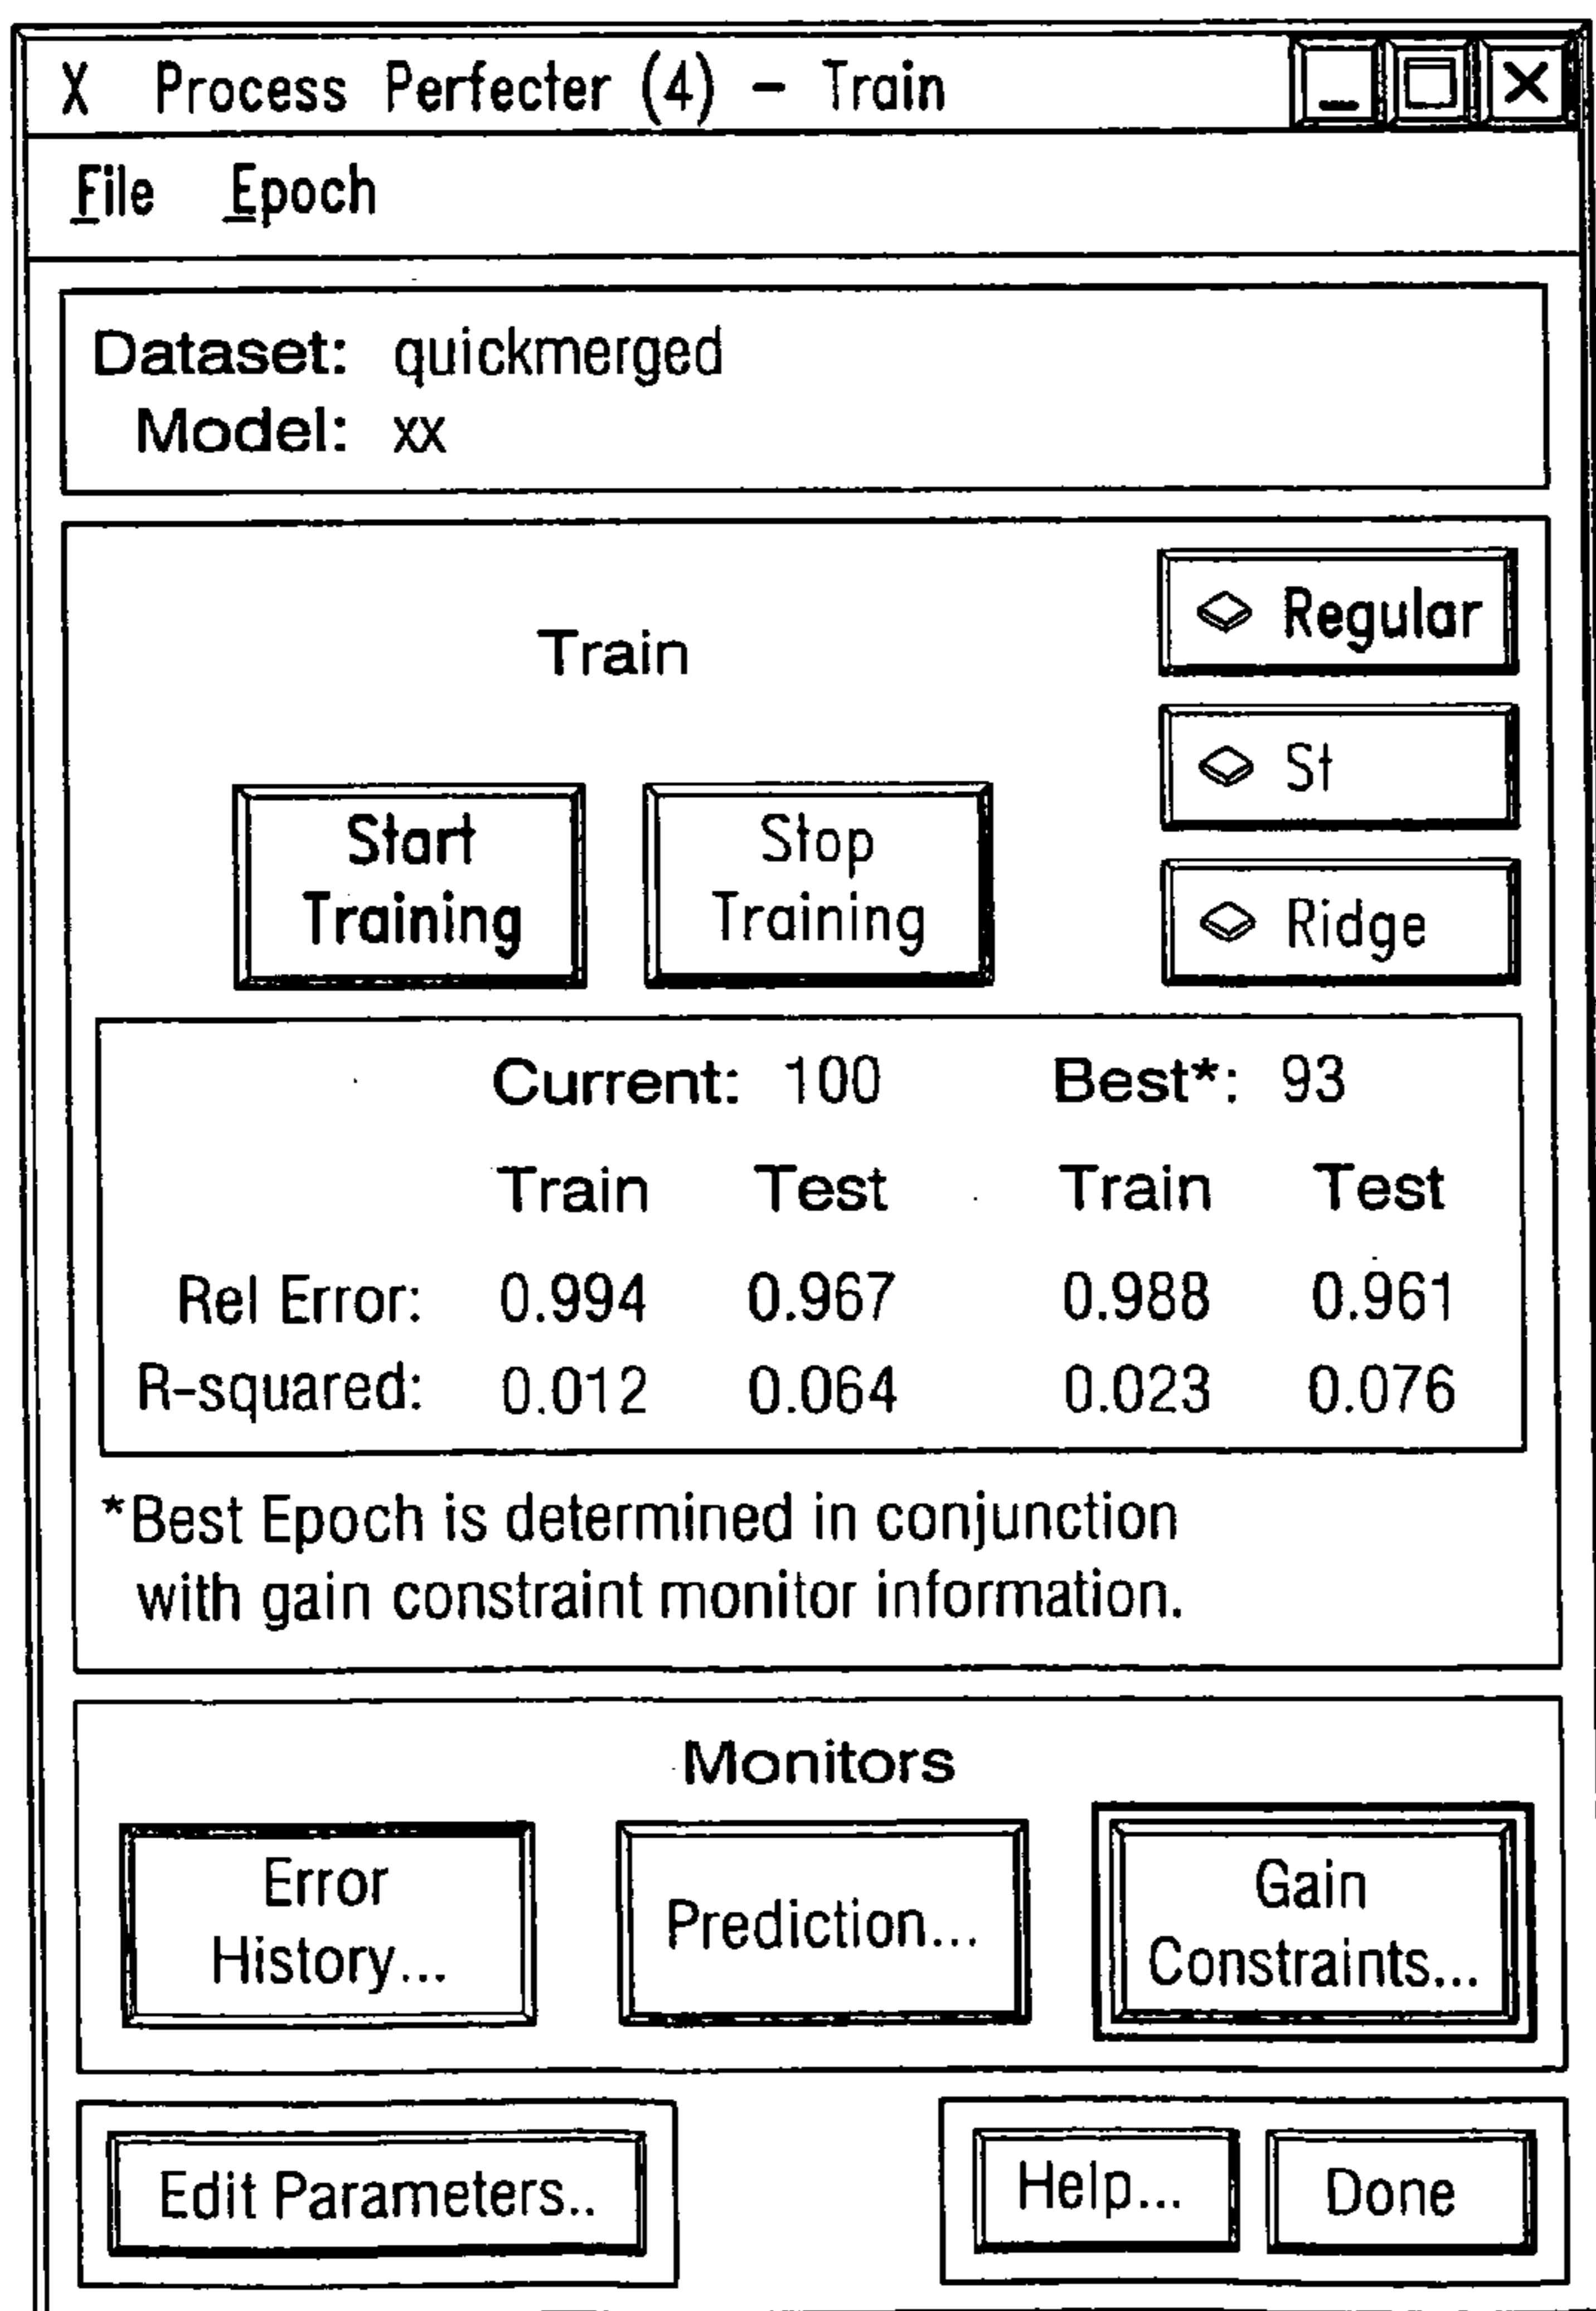 X Process Perfecter (4) – Train
File Epoch
Dataset: quickmerged
Model: xx
Train
Regular
St
Ridge
Start
Training
Stop
Training
Current: 100 Best*: 93
Train Test Train Test
Rel Error: 0.994 0.967 0.988 0.961
R-squared: 0.012 0.064 0.023 0.076
*Best Epoch is determined in conjunction
with gain constraint monitor information.
Monitors
Error
History...
Prediction...
Gain
Constraints...
Edit Parameters..
Help...
Done